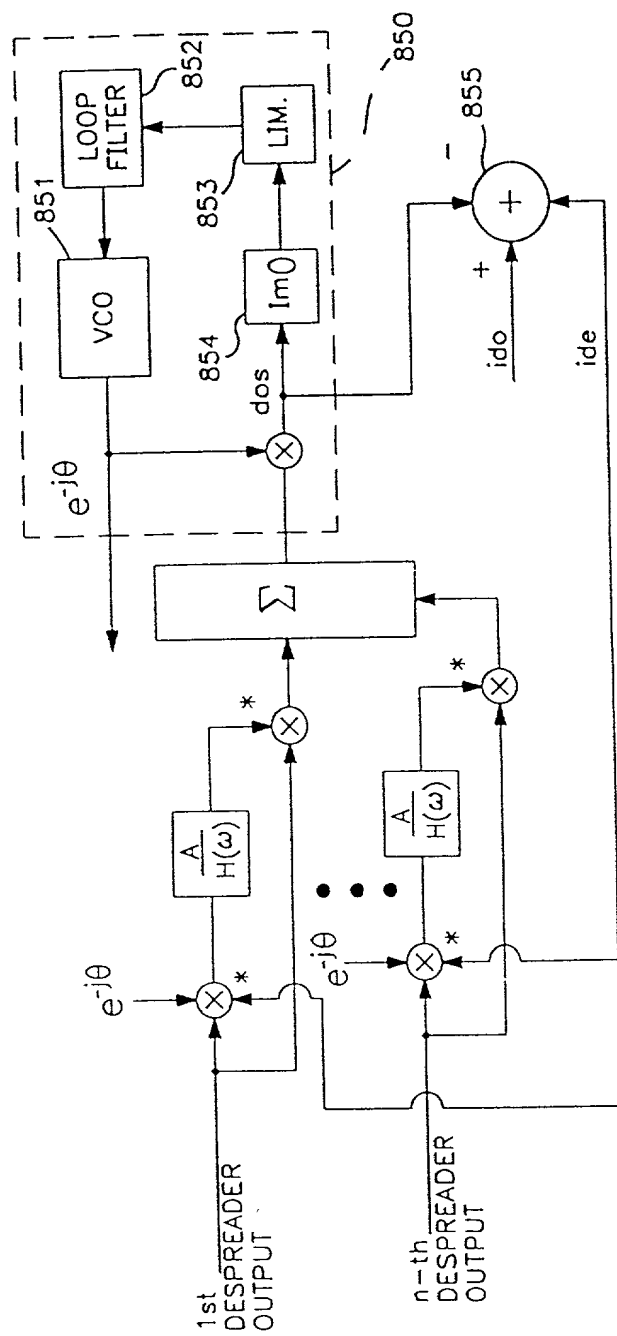 1st
DESPREADER
OUTPUT
n-th
DESPREADER
OUTPUT
e-jθ
*
A
H(ω)
*
e-jθ
*
A
H(ω)
*
Σ
e-jθ
VCO
851
LOOP
FILTER
852
LIM.
853
Im()
854
dos
850
855
+
-
+
ido
ide